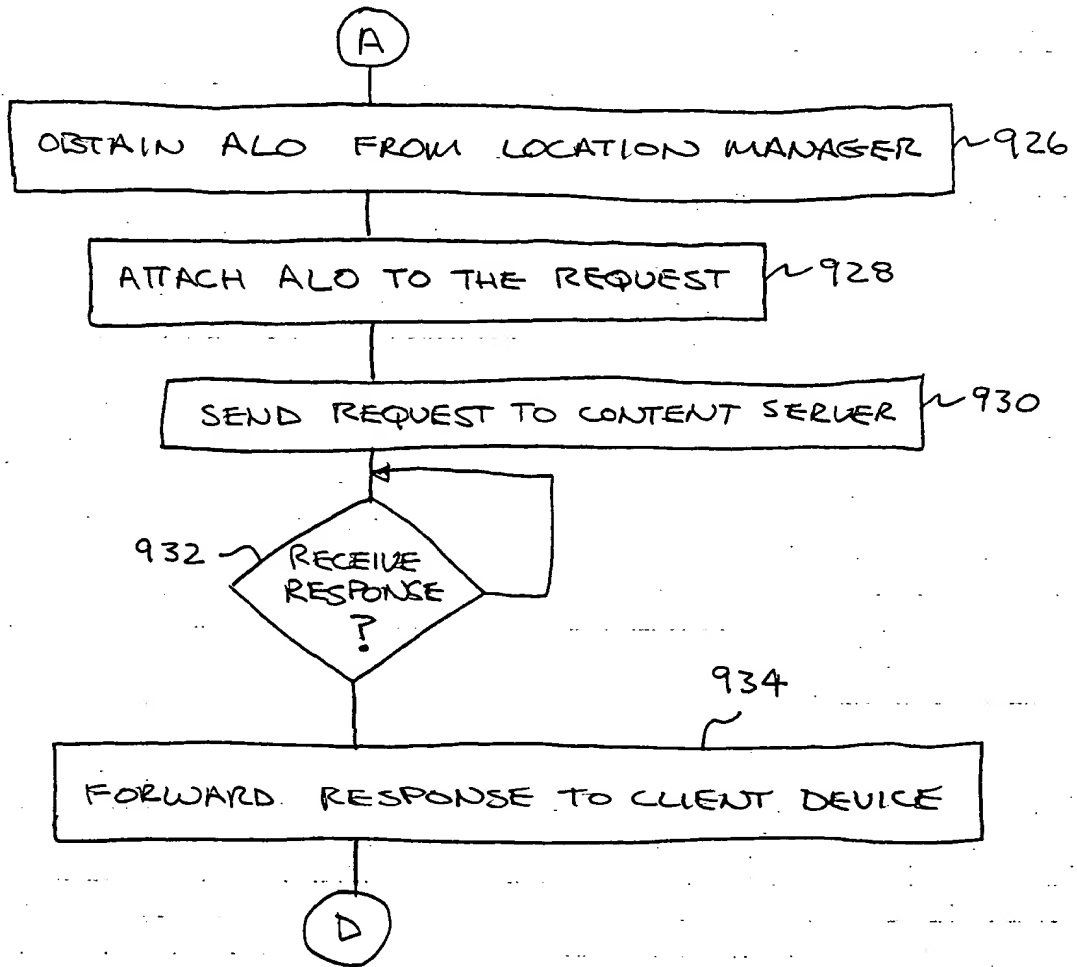 A
OBTAIN ALO FROM LOCATION MANAGER
926
ATTACH ALO TO THE REQUEST
928
SEND REQUEST TO CONTENT SERVER
930
932
RECEIVE
RESPONSE
?
934
FORWARD RESPONSE TO CLIENT DEVICE
D